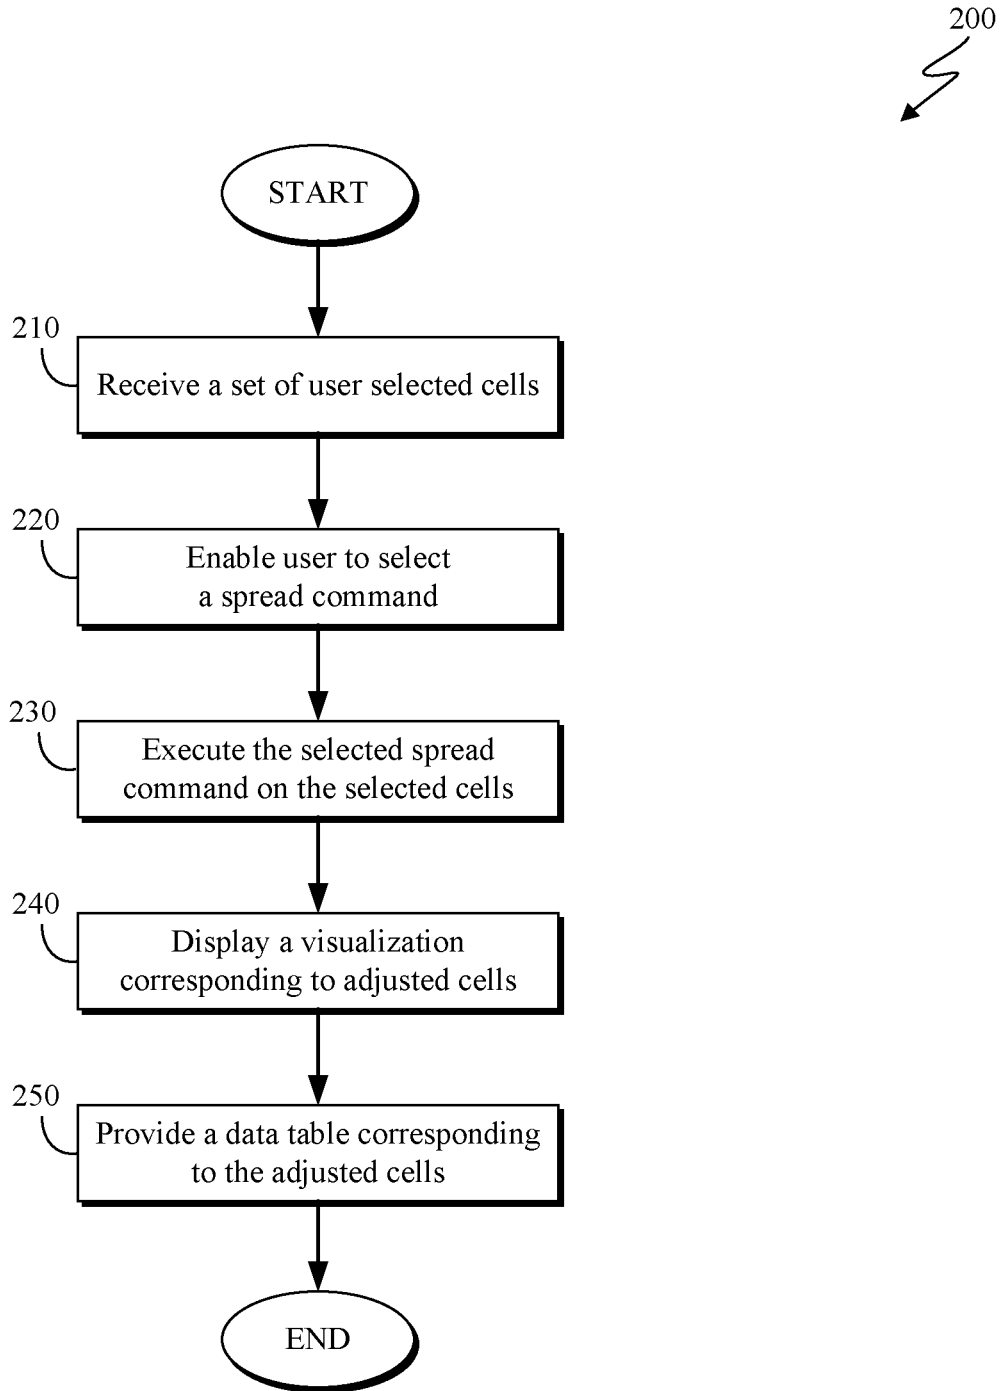 200
START
210
Receive a set of user selected cells
220
Enable user to select
a spread command
230
Execute the selected spread
command on the selected cells
240
Display a visualization
corresponding to adjusted cells
250
Provide a data table corresponding
to the adjusted cells
END